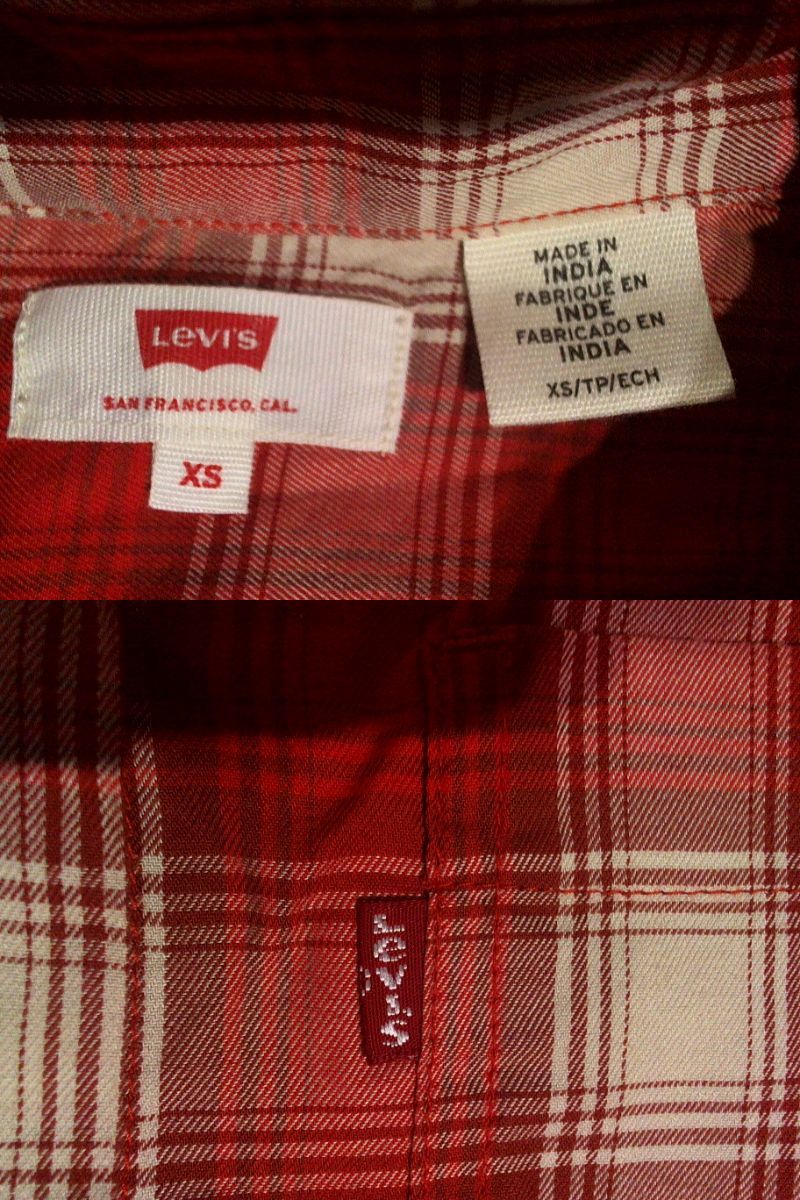 LEVI'S
SAN FRANCISCO, CAL.
XS
MADE IN
INDIA
FABRIQUE EN
INDE
FABRICADO EN
INDIA
XS/TP/ECH
LEVI'S